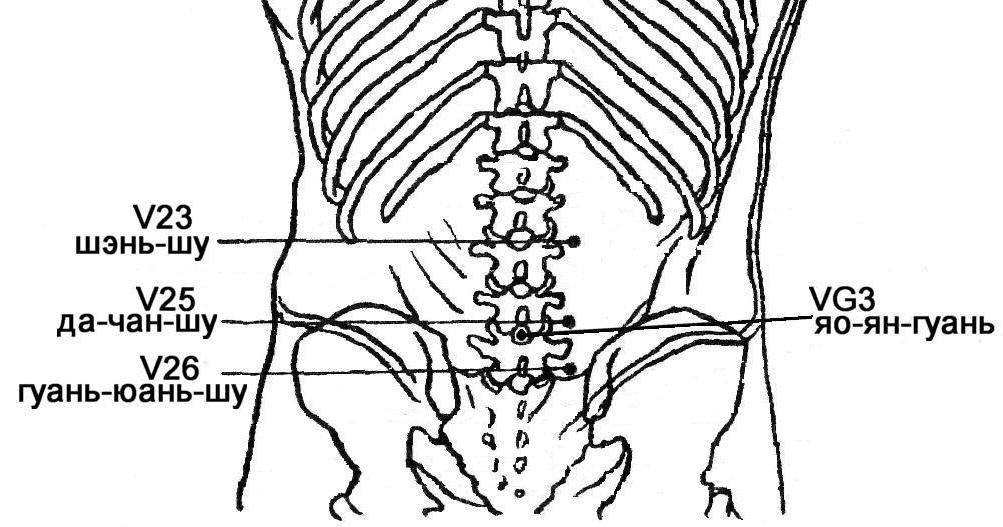 V23
шэнь-шу
V25
да-чан-шу
V26
гуань-юань-шу
VG3
яо-ян-гуань